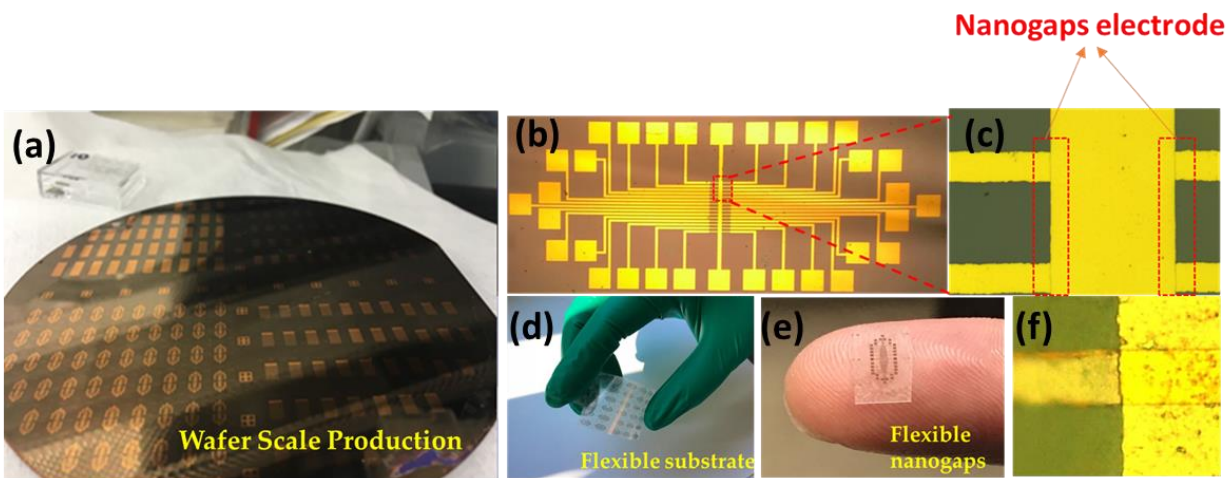 Nanogaps electrode
(a)
(b)
(c)
Wafer Scale Production
(d)
Flexible substrate
(e)
Flexible
nanogaps
(f)